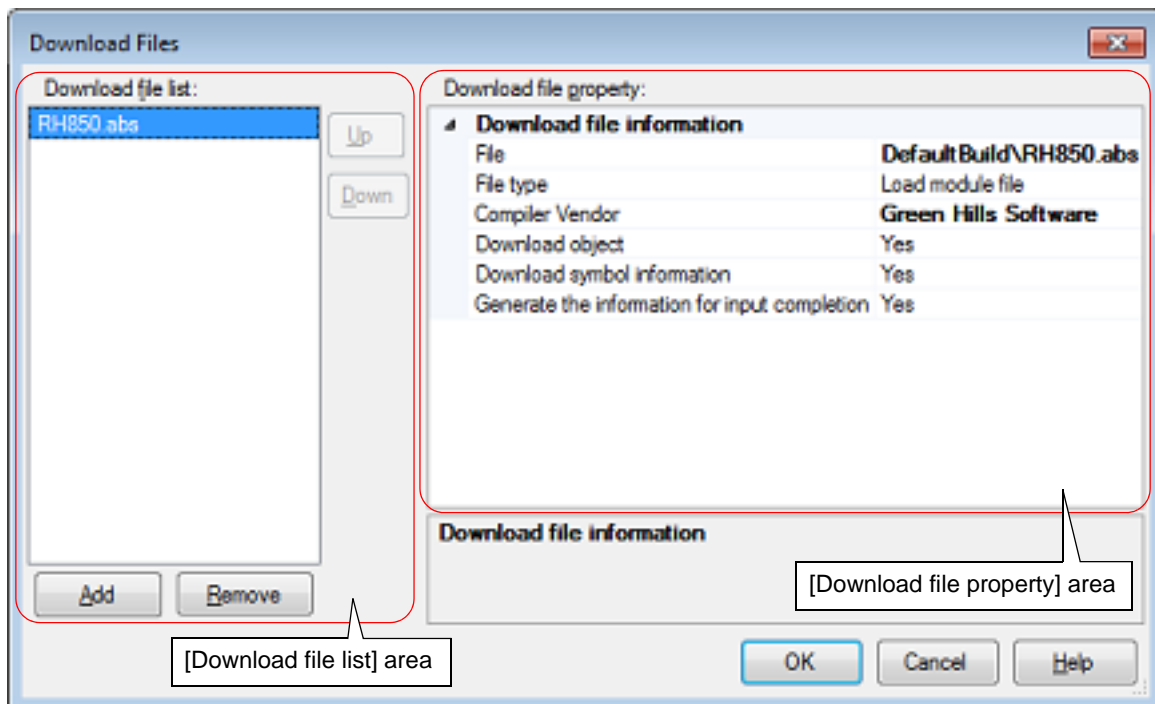 Download Files
Download file list:
RH850.abs
Up
Down
Add
Remove
[Download file list] area
Download file property:
Download file information
File DefaultBuild\RH850.abs
File type Load module file
Compiler Vendor Green Hills Software
Download object Yes
Download symbol information Yes
Generate the information for input completion Yes
Download file information
[Download file property] area
OK Cancel Help